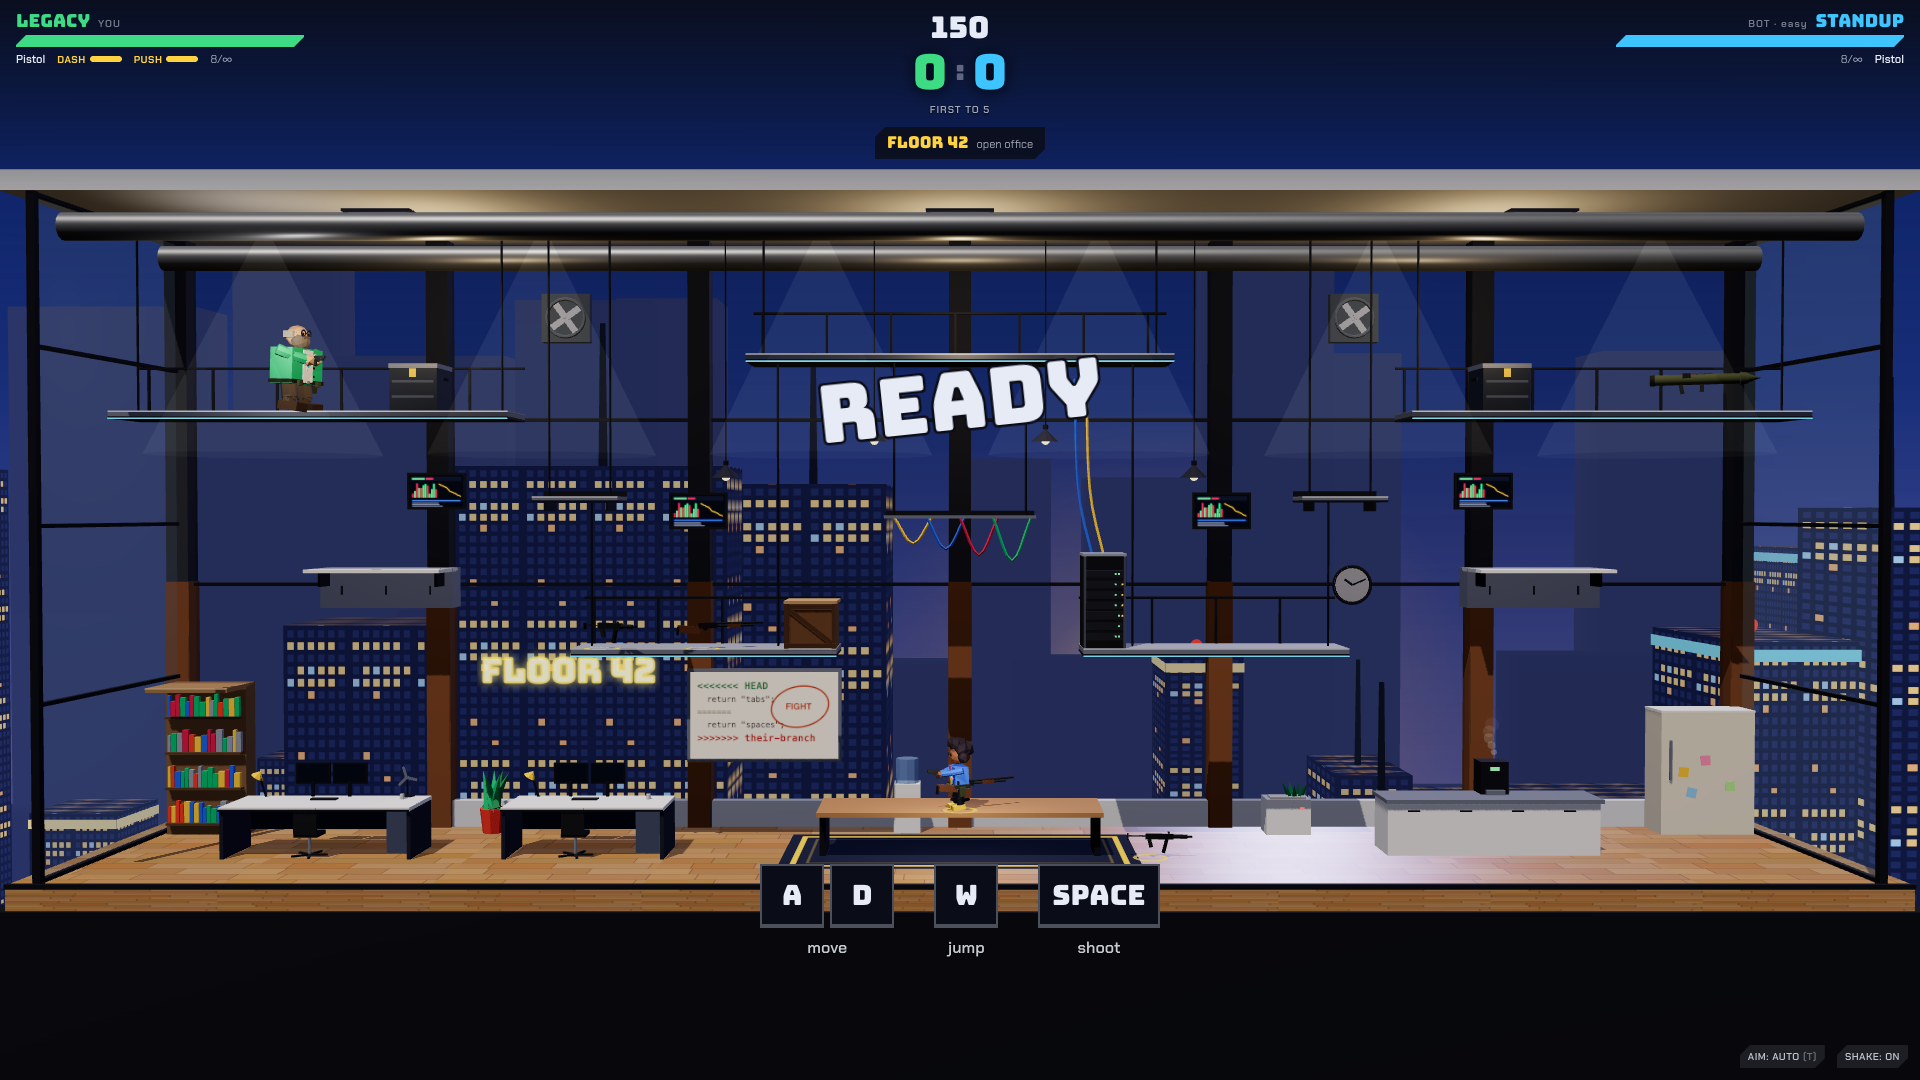 LEGACY YOU
Pistol DASH PUSH 8/∞
150
0:0
FIRST TO 5
FLOOR 42 open office
BOT · easy STANDUP
8/∞ Pistol
READY
FLOOR 42
<<<<<<< HEAD
return "tabs";
=======
return "spaces";
>>>>>>> their-branch
FIGHT
A D W SPACE
move jump shoot
AIM: AUTO (T) SHAKE: ON